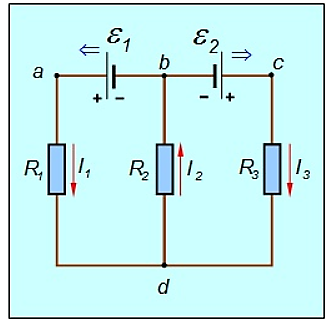 ε1 ε2
a b c
+ - - +
R1 I1 R2 I2 R3 I3
d